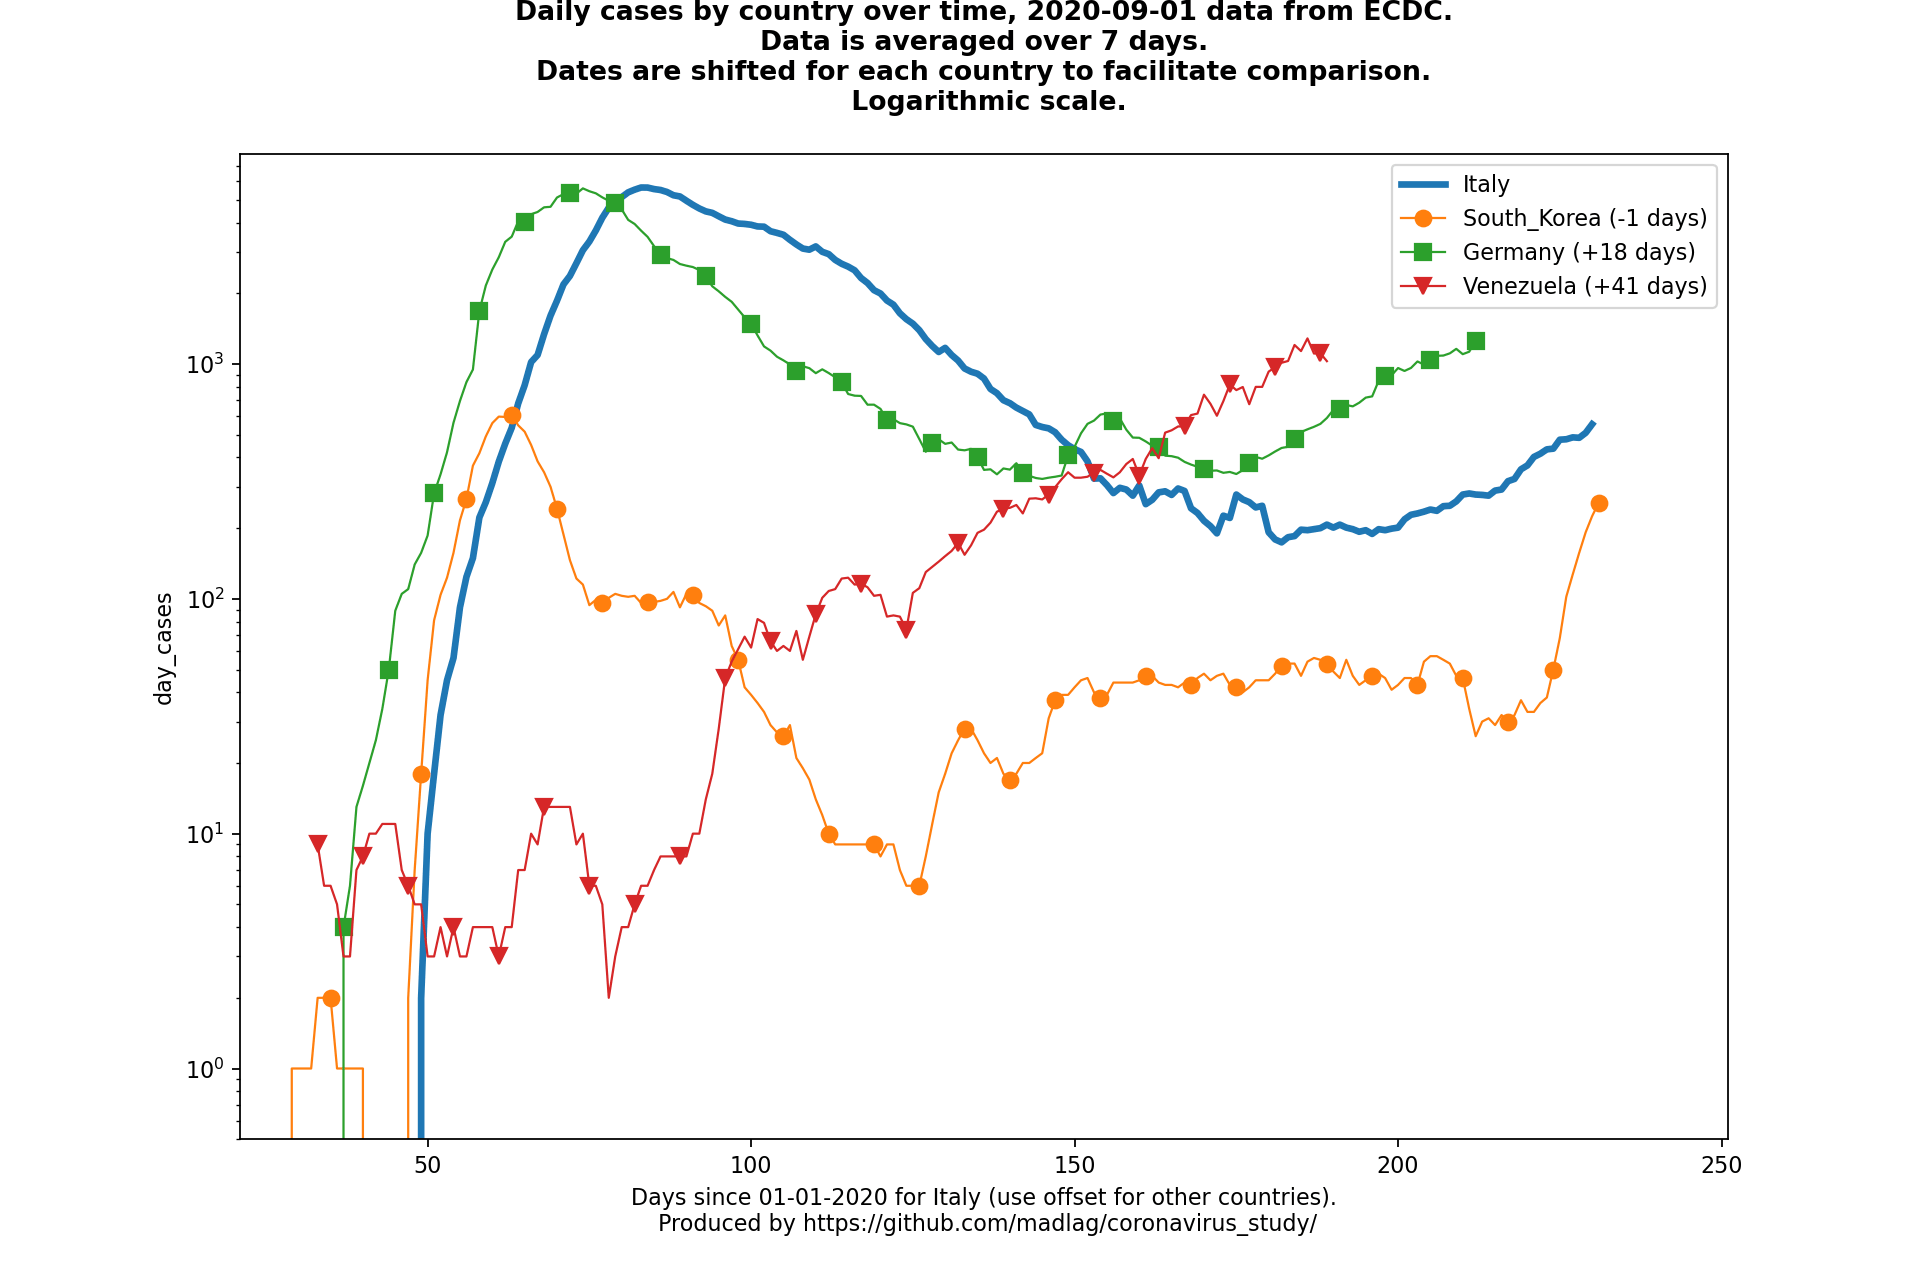 Daily cases by country over time, 2020-09-01 data from ECDC.
Data is averaged over 7 days.
Dates are shifted for each country to facilitate comparison.
Logarithmic scale.
Italy
South_Korea (-1 days)
Germany (+18 days)
Venezuela (+41 days)
day_cases
10³
10²
10¹
10⁰
50 100 150 200 250
Days since 01-01-2020 for Italy (use offset for other countries).
Produced by https://github.com/madlag/coronavirus_study/